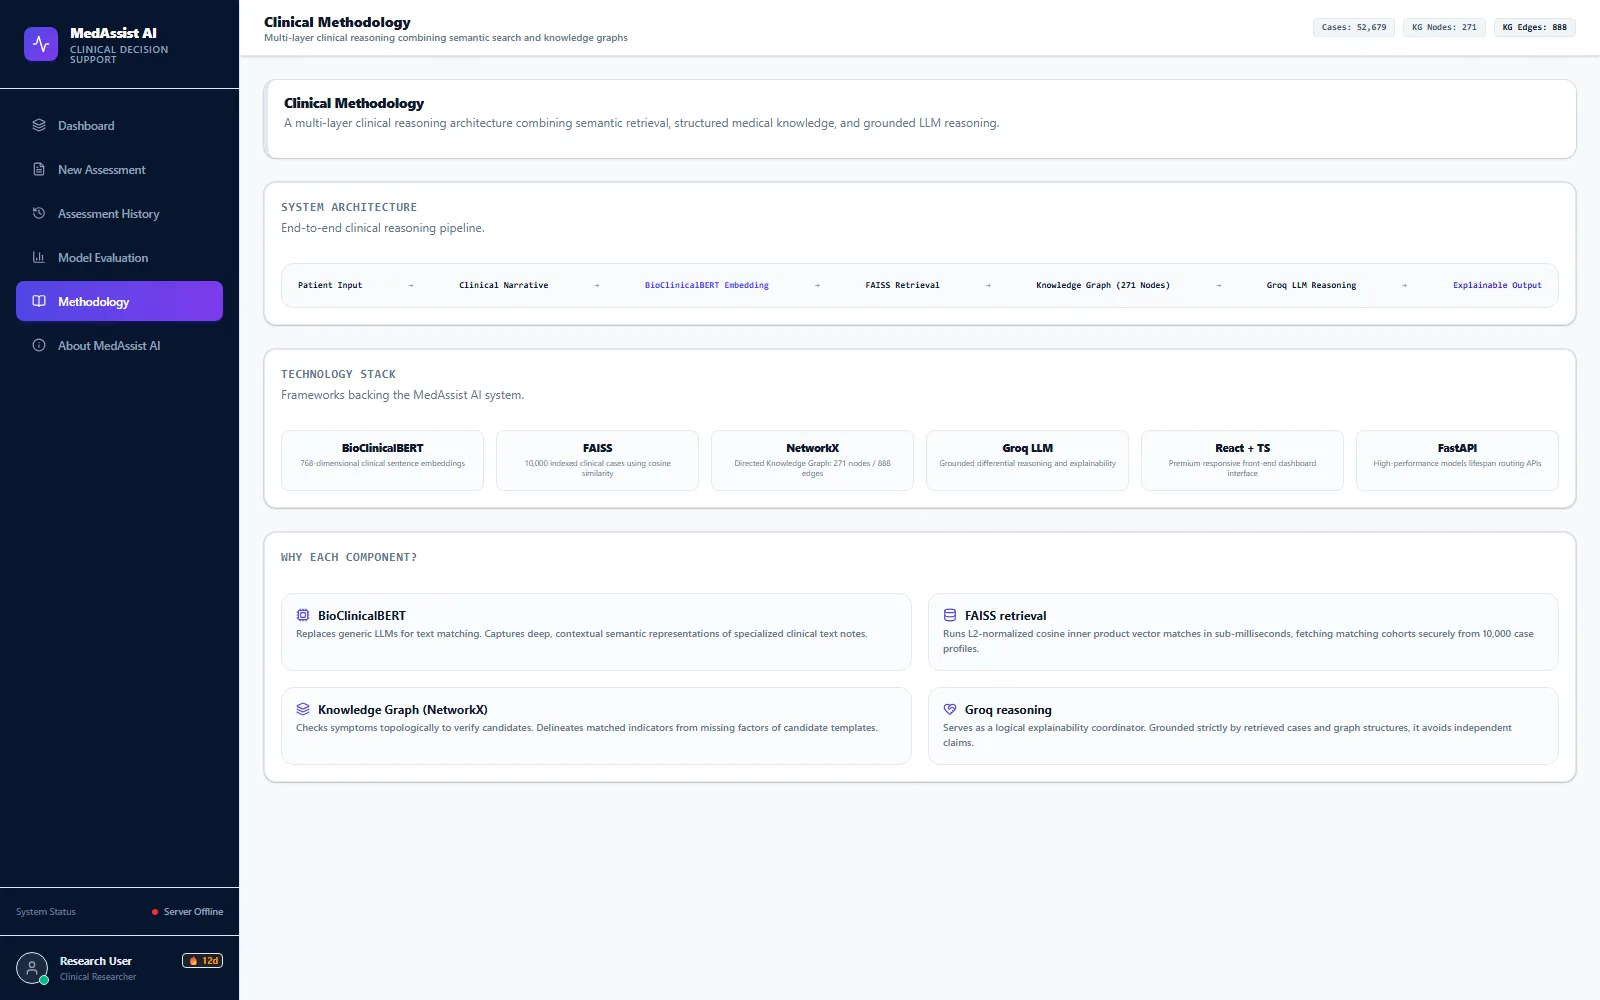 MedAssist AI
CLINICAL DECISION
SUPPORT
Dashboard
New Assessment
Assessment History
Model Evaluation
Methodology
About MedAssist AI
System Status
Server Offline
Research User
Clinical Researcher
12d
Clinical Methodology
Multi-layer clinical reasoning combining semantic search and knowledge graphs
Cases: 52,679
KG Nodes: 271
KG Edges: 888
Clinical Methodology
A multi-layer clinical reasoning architecture combining semantic retrieval, structured medical knowledge, and grounded LLM reasoning.
SYSTEM ARCHITECTURE
End-to-end clinical reasoning pipeline.
Patient Input → Clinical Narrative → BioClinicalBERT Embedding → FAISS Retrieval → Knowledge Graph (271 Nodes) → Groq LLM Reasoning → Explainable Output
TECHNOLOGY STACK
Frameworks backing the MedAssist AI system.
BioClinicalBERT
768-dimensional clinical sentence embeddings
FAISS
10,000 indexed clinical cases using cosine
similarity
NetworkX
Directed Knowledge Graph: 271 nodes / 888
edges
Groq LLM
Grounded differential reasoning and explainability
React + TS
Premium responsive front-end dashboard
interface
FastAPI
High-performance models lifespan routing APIs
WHY EACH COMPONENT?
BioClinicalBERT
Replaces generic LLMs for text matching. Captures deep, contextual semantic representations of specialized clinical text notes.
FAISS retrieval
Runs L2-normalized cosine inner product vector matches in sub-milliseconds, fetching matching cohorts securely from 10,000 case
profiles.
Knowledge Graph (NetworkX)
Checks symptoms topologically to verify candidates. Delineates matched indicators from missing factors of candidate templates.
Groq reasoning
Serves as a logical explainability coordinator. Grounded strictly by retrieved cases and graph structures, it avoids independent
claims.